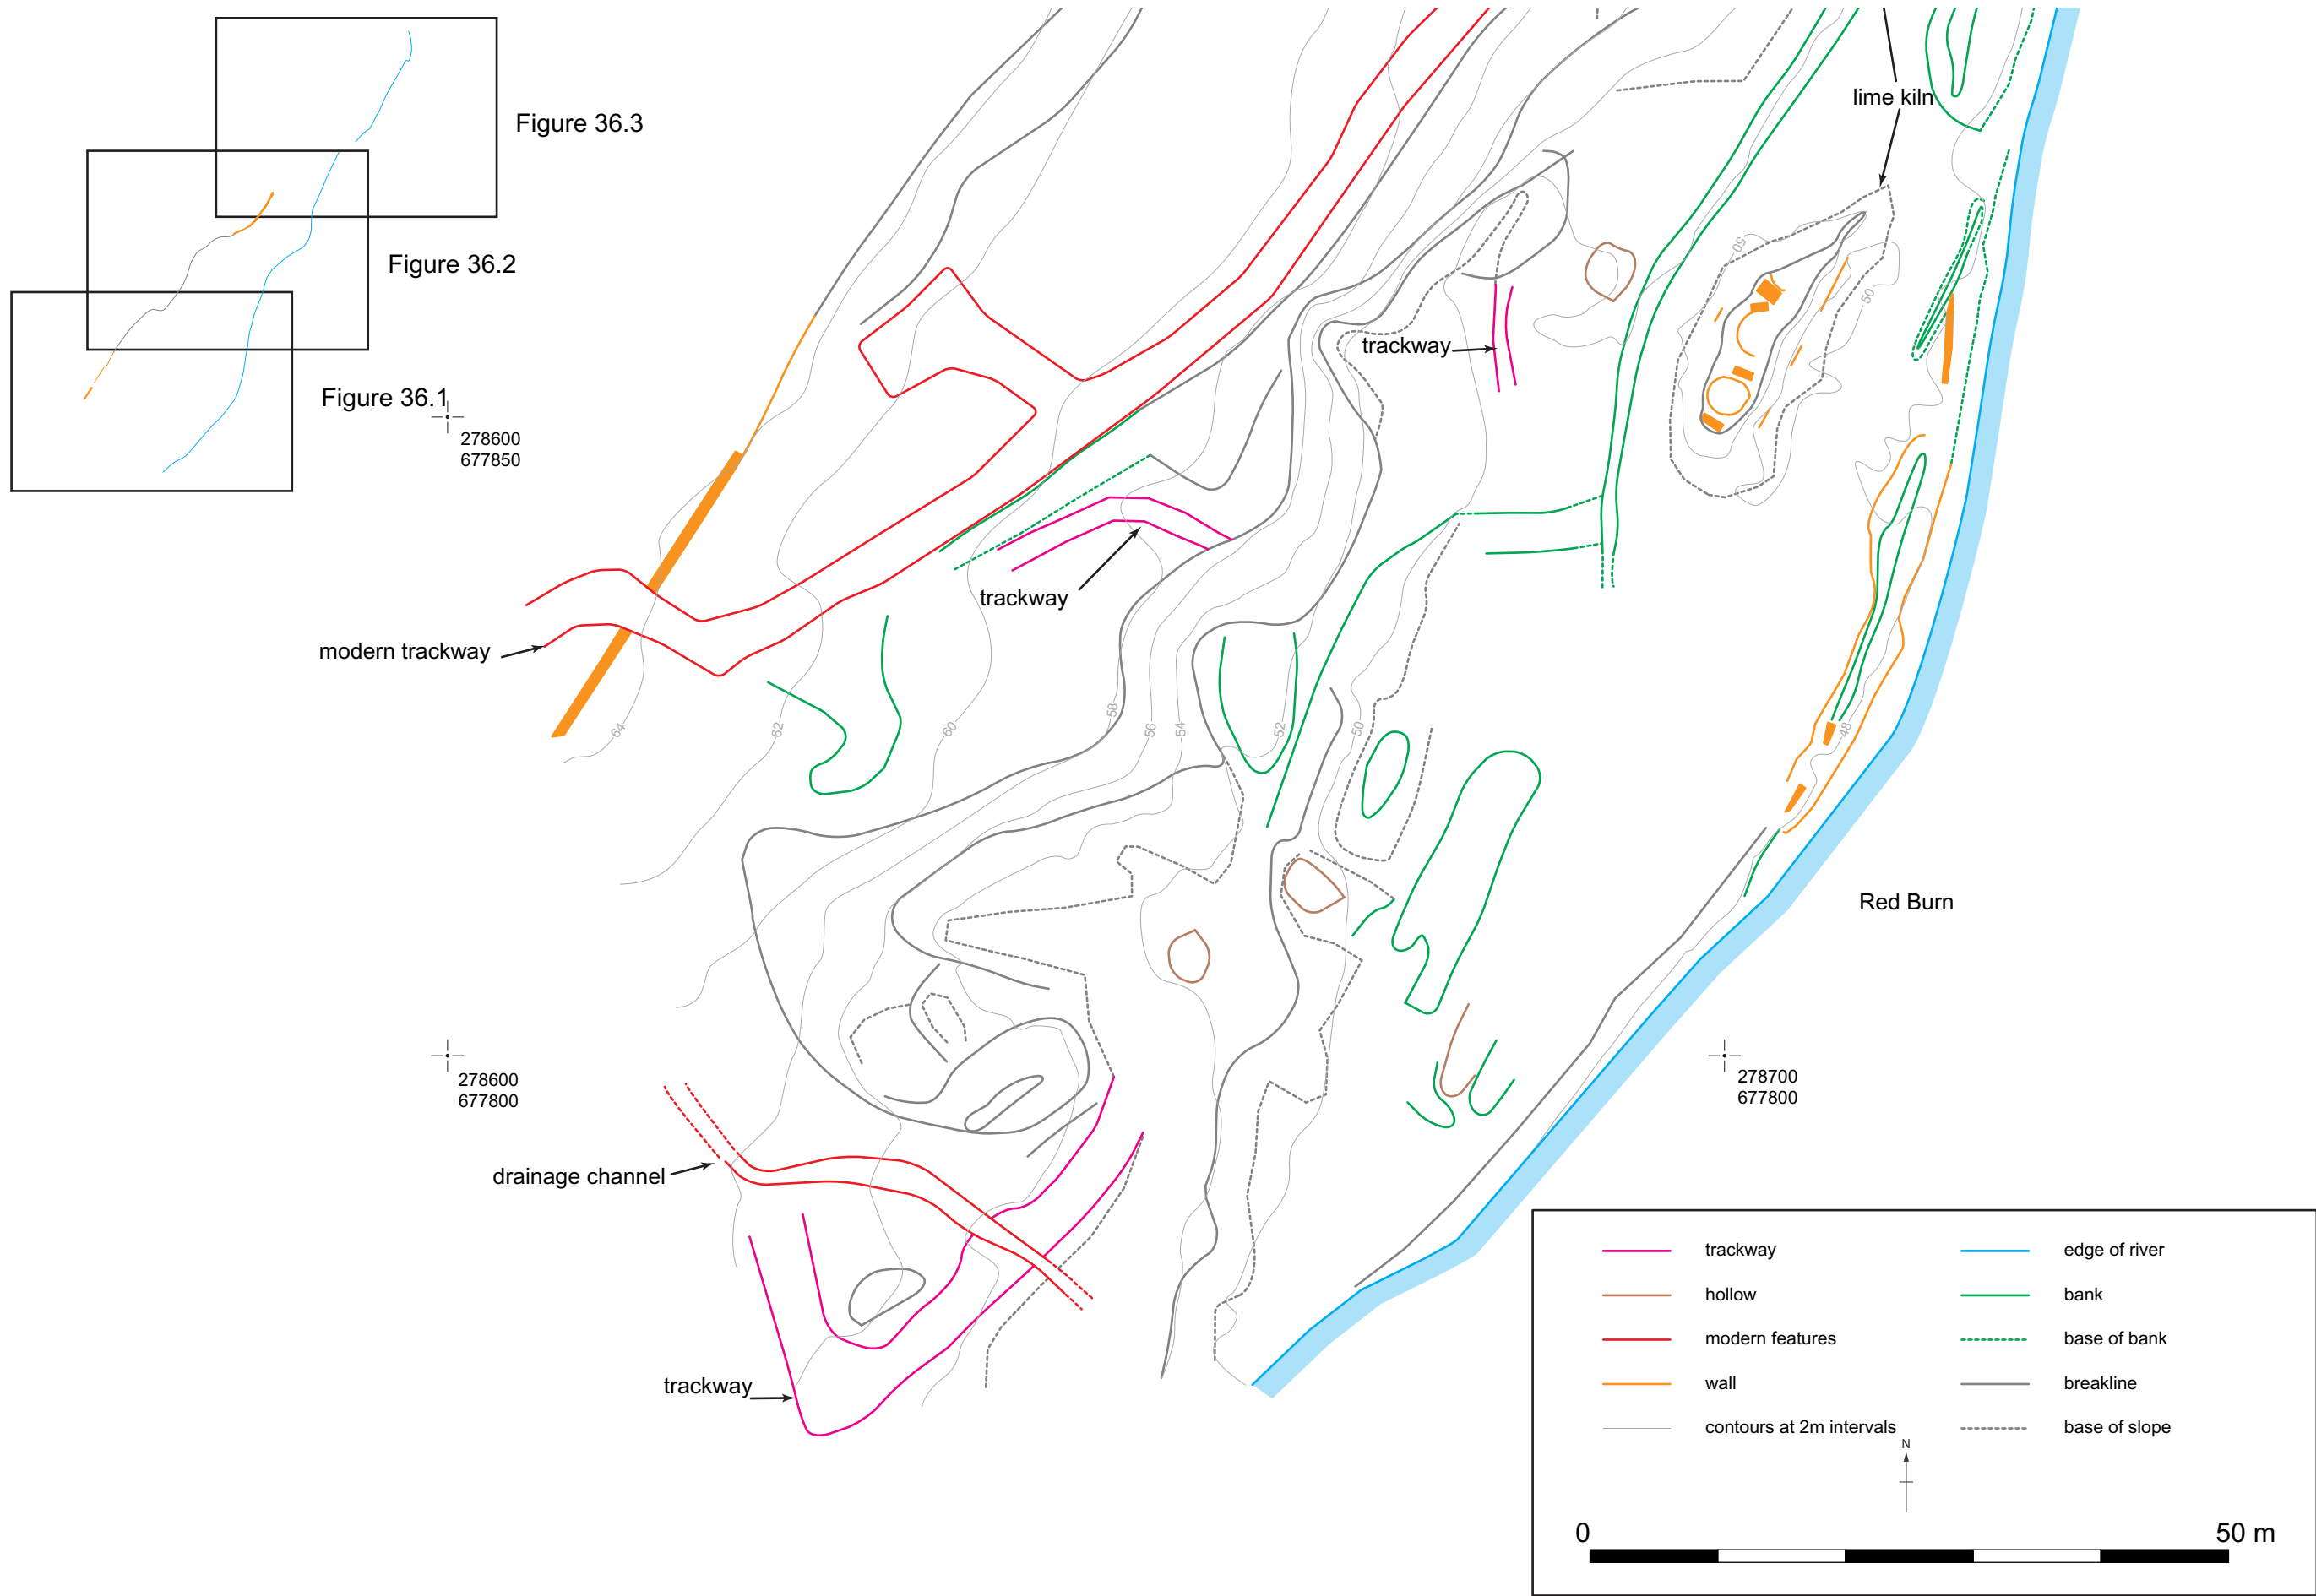 Figure 36.3
Figure 36.2
Figure 36.1
278600
677850
lime kiln
50
50
trackway
trackway
modern trackway
64
62
60
58
56
54
52
50
48
Red Burn
278600
677800
278700
677800
drainage channel
trackway
trackway
hollow
modern features
wall
contours at 2m intervals
edge of river
bank
base of bank
breakline
base of slope
N
0
50 m